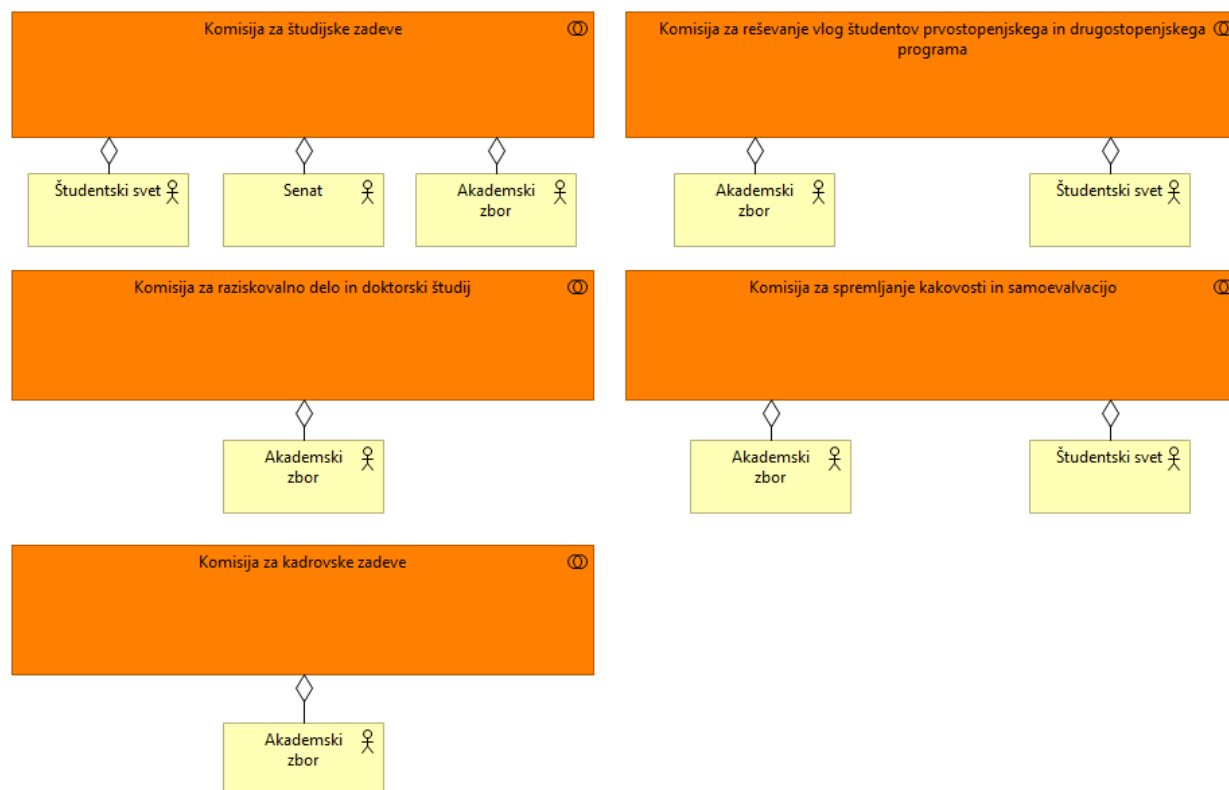 Komisija za študijske zadeve
Študentski svet
Senat
Akademski
zbor
Komisija za reševanje vlog študentov prvostopenjskega in drugostopenjskega
programa
Akademski
zbor
Študentski svet
Komisija za raziskovalno delo in doktorski študij
Akademski
zbor
Komisija za spremljanje kakovosti in samoevalvacijo
Akademski
zbor
Študentski svet
Komisija za kadrovske zadeve
Akademski
zbor